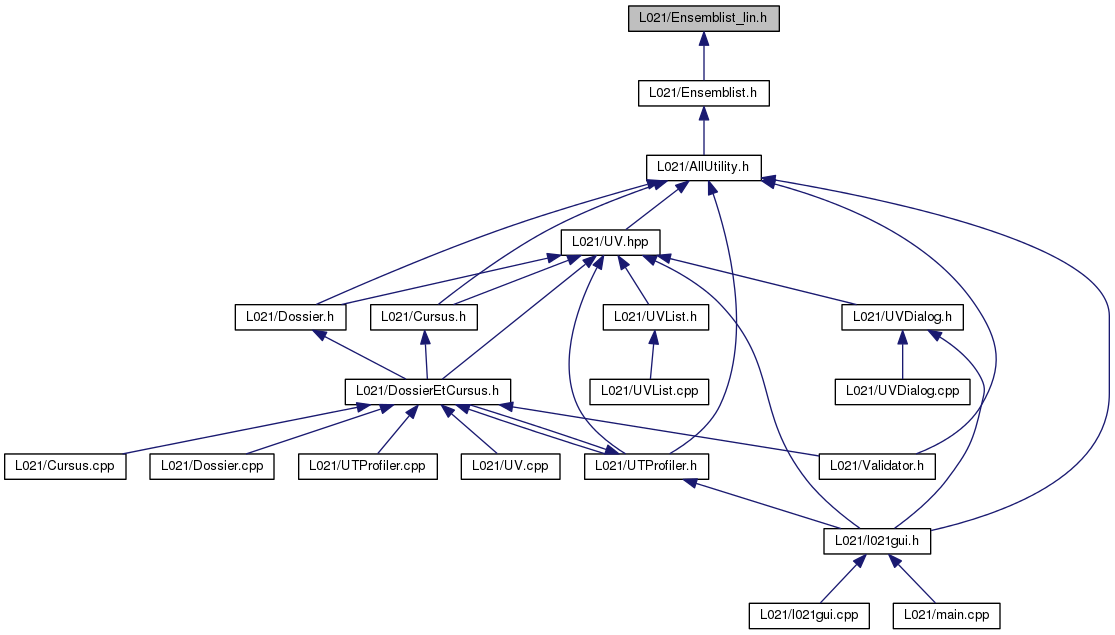 L021/Ensemblist_lin.h
L021/Ensemblist.h
L021/AllUtility.h
L021/UV.hpp
L021/Dossier.h
L021/Cursus.h
L021/UVList.h
L021/UVDialog.h
L021/DossierEtCursus.h
L021/UVList.cpp
L021/UVDialog.cpp
L021/Cursus.cpp
L021/Dossier.cpp
L021/UTProfiler.cpp
L021/UV.cpp
L021/UTProfiler.h
L021/Validator.h
L021/l021gui.h
L021/l021gui.cpp
L021/main.cpp